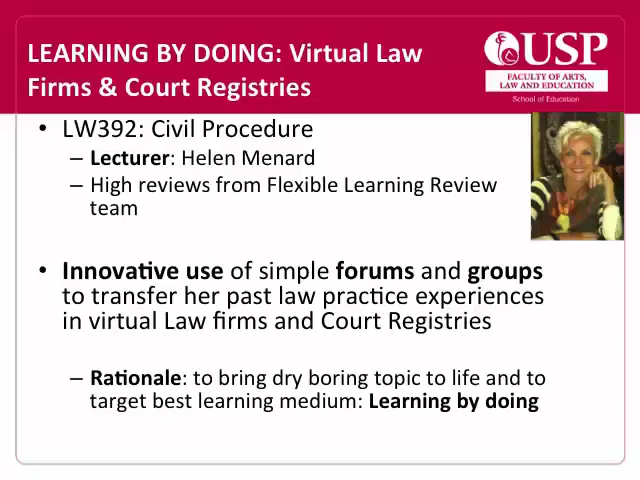 LEARNING BY DOING: Virtual Law
Firms & Court Registries
USP
FACULTY OF ARTS,
LAW AND EDUCATION
School of Education
• LW392: Civil Procedure
– Lecturer: Helen Menard
– High reviews from Flexible Learning Review
team
• Innovative use of simple forums and groups
to transfer her past law practice experiences
in virtual Law firms and Court Registries
– Rationale: to bring dry boring topic to life and to
target best learning medium: Learning by doing